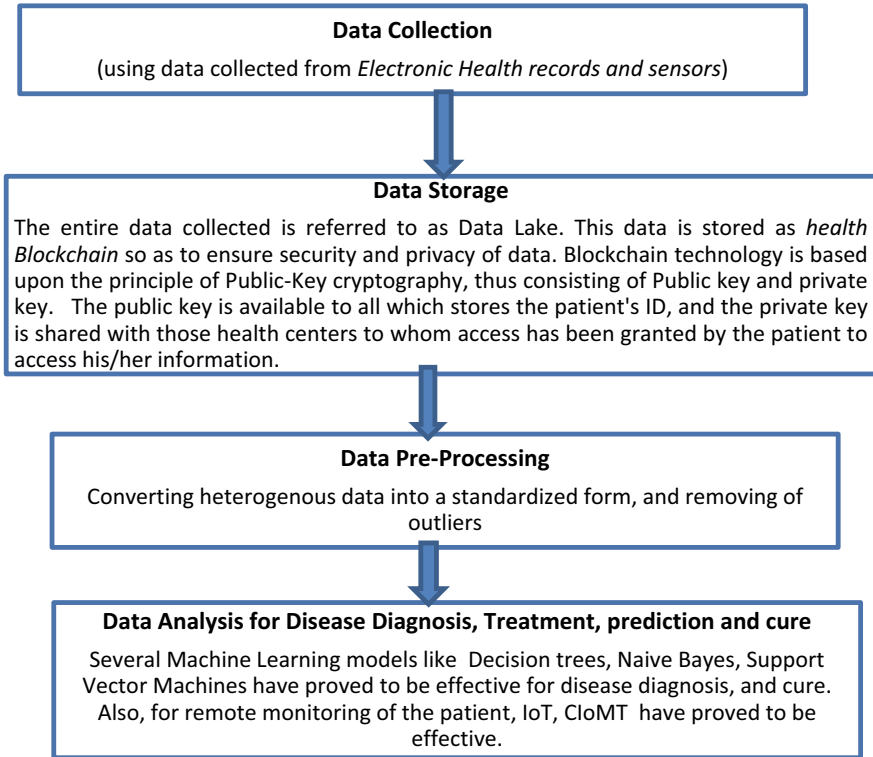 Data Collection
(using data collected from Electronic Health records and sensors)
Data Storage
The entire data collected is referred to as Data Lake. This data is stored as health
Blockchain so as to ensure security and privacy of data. Blockchain technology is based
upon the principle of Public-Key cryptography, thus consisting of Public key and private
key. The public key is available to all which stores the patient's ID, and the private key
is shared with those health centers to whom access has been granted by the patient to
access his/her information.
Data Pre-Processing
Converting heterogenous data into a standardized form, and removing of
outliers
Data Analysis for Disease Diagnosis, Treatment, prediction and cure
Several Machine Learning models like Decision trees, Naive Bayes, Support
Vector Machines have proved to be effective for disease diagnosis, and cure.
Also, for remote monitoring of the patient, IoT, CIoMT have proved to be
effective.